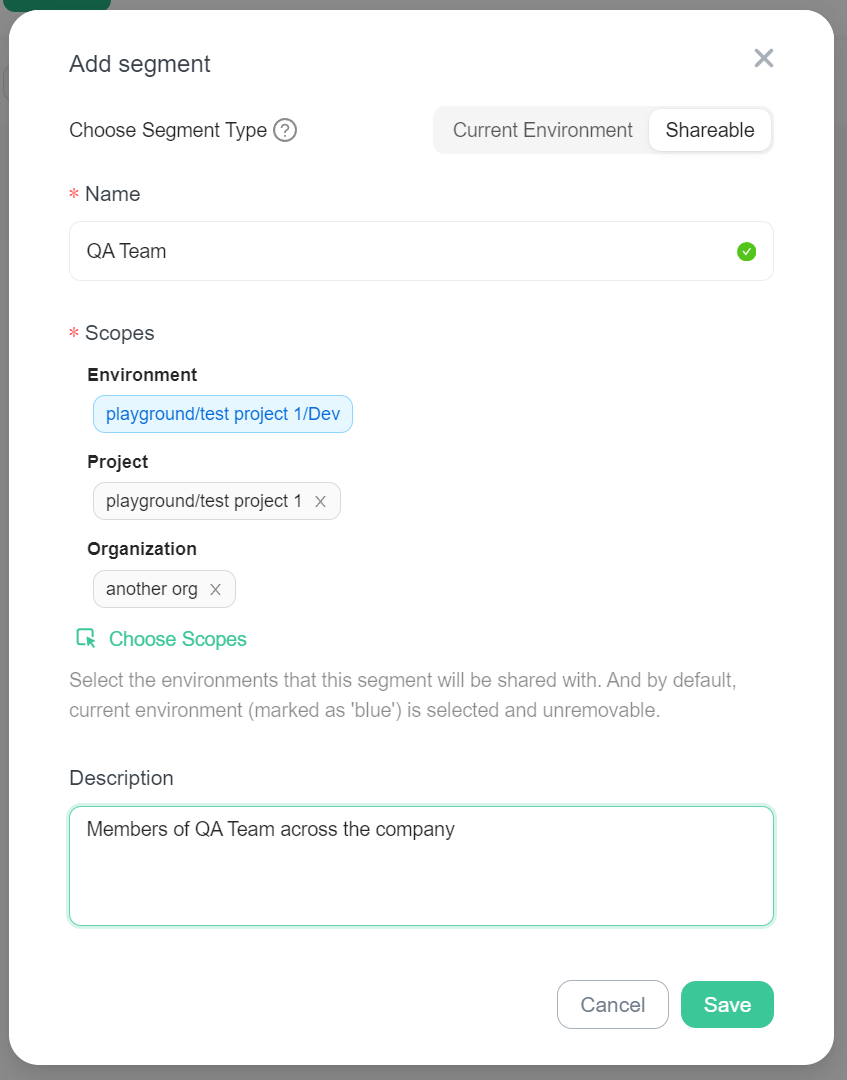 Add segment
Choose Segment Type ?
Current Environment Shareable
* Name
QA Team
* Scopes
Environment
playground/test project 1/Dev
Project
playground/test project 1
Organization
another org
Choose Scopes
Select the environments that this segment will be shared with. And by default,
current environment (marked as 'blue') is selected and unremovable.
Description
Members of QA Team across the company
Cancel Save